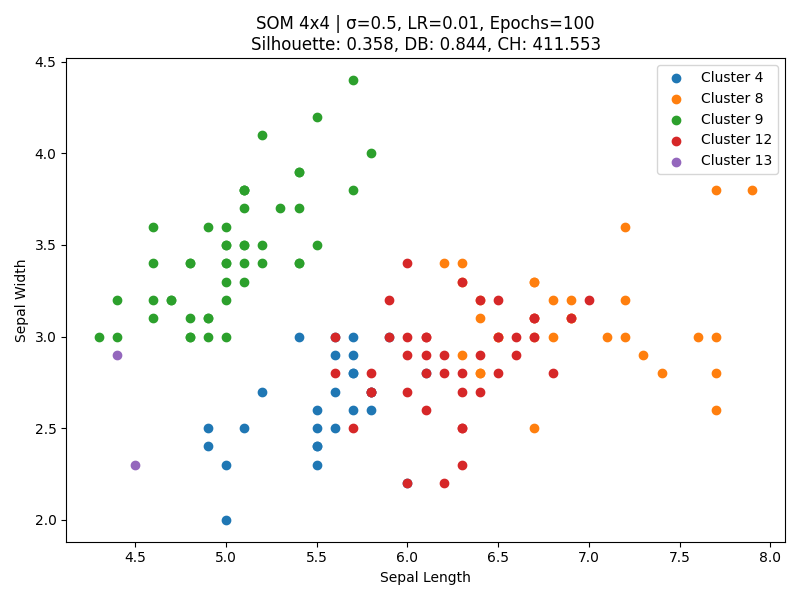 SOM 4x4 | σ=0.5, LR=0.01, Epochs=100
Silhouette: 0.358, DB: 0.844, CH: 411.553
Cluster 4
Cluster 8
Cluster 9
Cluster 12
Cluster 13
4.5
4.0
3.5
3.0
2.5
2.0
Sepal Width
4.5 5.0 5.5 6.0 6.5 7.0 7.5 8.0
Sepal Length